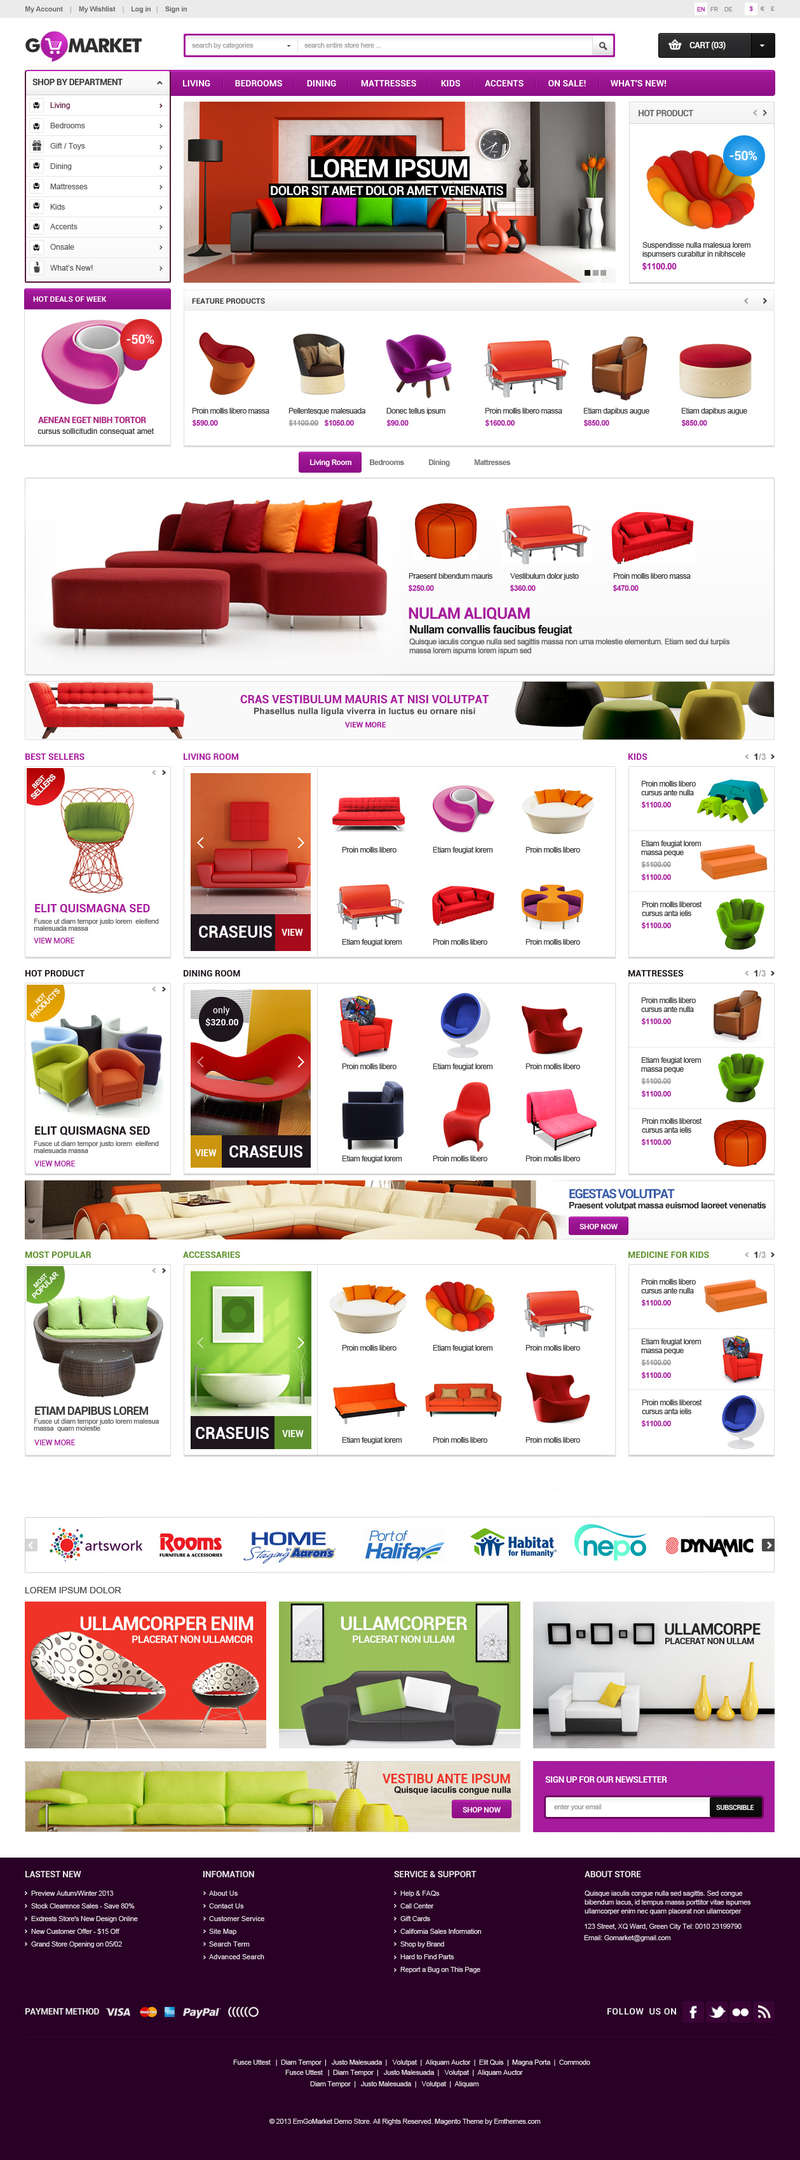 My Account | My Wishlist | Log in | Sign in
EN FR DE $ € £
GO MARKET
search by categories
search entire store here ...
CART (03)
SHOP BY DEPARTMENT
LIVING BEDROOMS DINING MATTRESSES KIDS ACCENTS ON SALE! WHAT'S NEW!
Living
Bedrooms
Gift / Toys
Dining
Mattresses
Kids
Accents
Onsale
What's New!
LOREM IPSUM
DOLOR SIT AMET DOLOR AMET VENENATIS
HOT PRODUCT
-50%
Suspendisse nulla malesua lorem
ispumsers curabitur in nibhscele
$1100.00
HOT DEALS OF WEEK
-50%
AENEAN EGET NIBH TORTOR
cursus sollicitudin consequat amet
FEATURE PRODUCTS
Proin mollis libero massa
$590.00
Pellentesque malesuada
$1100.00 $1050.00
Donec tellus ipsum
$90.00
Proin mollis libero massa
$1600.00
Etiam dapibus augue
$850.00
Etiam dapibus augue
$850.00
Living Room Bedrooms Dining Mattresses
Praesent bibendum mauris
$250.00
Vestibulum dolor justo
$360.00
Proin mollis libero massa
$470.00
NULAM ALIQUAM
Nullam convallis faucibus feugiat
Quisque iaculis congue nulla sed sagittis massa non urna molestie elementum. Etiam sed dui turpiis
massa lorem ispums lorem ispum sed
CRAS VESTIBULUM MAURIS AT NISI VOLUTPAT
Phasellus nulla ligula viverra in luctus eu ornare nisi
VIEW MORE
BEST SELLERS
BEST
SELLERS
ELIT QUISMAGNA SED
Fusce ut diam tempor justo lorem eleifend
malesuada massa
VIEW MORE
LIVING ROOM
CRASEUIS VIEW
Proin mollis libero
Etiam feugiat lorem
Proin mollis libero
Etiam feugiat lorem
Proin mollis libero
Proin mollis libero
KIDS
1/3
Proin mollis libero
cursus ante nulla
$1100.00
Etiam feugiat lorem
massa peque
$1100.00
$1100.00
Proin mollis liberost
cursus anta ielis
$1100.00
HOT PRODUCT
HOT
PRODUCTS
ELIT QUISMAGNA SED
Fusce ut diam tempor justo lorem eleifend
malesuada massa
VIEW MORE
DINING ROOM
only
$320.00
VIEW CRASEUIS
Proin mollis libero
Etiam feugiat lorem
Proin mollis libero
Etiam feugiat lorem
Proin mollis libero
Proin mollis libero
MATTRESSES
1/3
Proin mollis libero
cursus ante nulla
$1100.00
Etiam feugiat lorem
massa peque
$1100.00
$1100.00
Proin mollis liberost
cursus anta ielis
$1100.00
EGESTAS VOLUTPAT
Praesent volutpat massa euismod laoreet venenatis
SHOP NOW
MOST POPULAR
MOST
POPULAR
ETIAM DAPIBUS LOREM
Fusce ut diam tempor justo lorem malesua
massa quam molestie
VIEW MORE
ACCESSARIES
CRASEUIS VIEW
Proin mollis libero
Etiam feugiat lorem
Proin mollis libero
Etiam feugiat lorem
Proin mollis libero
Proin mollis libero
MEDICINE FOR KIDS
1/3
Proin mollis libero
cursus ante nulla
$1100.00
Etiam feugiat lorem
massa peque
$1100.00
$1100.00
Proin mollis liberost
cursus anta ielis
$1100.00
artswork
Rooms
FURNITURE & ACCESSORIES
HOME
Staging BY Aaron's
Port of
Halifax
Habitat
for Humanity
nepo
DYNAMIC
LOREM IPSUM DOLOR
ULLAMCORPER ENIM
PLACERAT NON ULLAMCOR
ULLAMCORPER
PLACERAT NON ULLAM
ULLAMCORPE
PLACERAT NON ULLAM
VESTIBU ANTE IPSUM
Quisque iaculis congue nulla
SHOP NOW
SIGN UP FOR OUR NEWSLETTER
enter your email
SUBSCRIBLE
LASTEST NEW
Preview Autum/Winter 2013
Stock Clearence Sales - Save 80%
Exdrests Store's New Design Online
New Customer Offer - $15 Off
Grand Store Opening on 05/02
INFOMATION
About Us
Contact Us
Customer Service
Site Map
Search Term
Advanced Search
SERVICE & SUPPORT
Help & FAQs
Call Center
Gift Cards
California Sales Information
Shop by Brand
Hard to Find Parts
Report a Bug on This Page
ABOUT STORE
Quisque iaculis congue nulla sed sagittis. Sed congue
bibendum lacus, id tempus massa porttitor vitae ispumes
ullamcorper enim nec quam placerat non ullamcorper
123 Street, XQ Ward, Green City Tel: 0010 23199790
Email: Gomarket@gmail.com
PAYMENT METHOD VISA PayPal
FOLLOW US ON
Fusce Uttest | Diam Tempor | Justo Malesuada | Volutpat | Aliquam Auctor | Elit Quis | Magna Porta | Commodo
Fusce Uttest | Diam Tempor | Justo Malesuada | Volutpat | Aliquam Auctor
Diam Tempor | Justo Malesuada | Volutpat | Aliquam
© 2013 EmGoMarket Demo Store. All Rights Reserved. Magento Theme by Emthemes.com